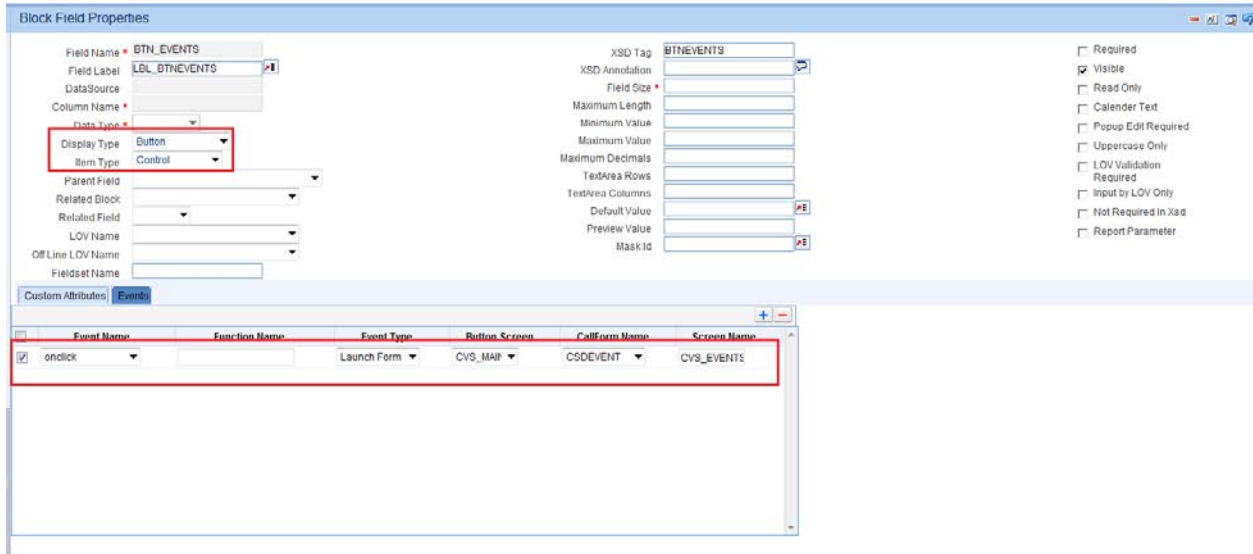 Block Field Properties
Field Name * BTN_EVENTS
Field Label LBL_BTNEVENTS
DataSource
Column Name *
Data Type *
Display Type Button
Item Type Control
Parent Field
Related Block
Related Field
LOV Name
Off Line LOV Name
Fieldset Name
XSD Tag BTNEVENTS
XSD Annotation
Field Size *
Maximum Length
Minimum Value
Maximum Value
Maximum Decimals
TextArea Rows
TextArea Columns
Default Value
Preview Value
Mask Id
Required
Visible
Read Only
Calender Text
Popup Edit Required
Uppercase Only
LOV Validation
Required
Input by LOV Only
Not Required In Xsd
Report Parameter
Custom Attributes Events
Event Name Function Name Event Type Button Screen CallForm Name Screen Name
onclick Launch Form CVS_MAIN CSDEVENT CVS_EVENTS